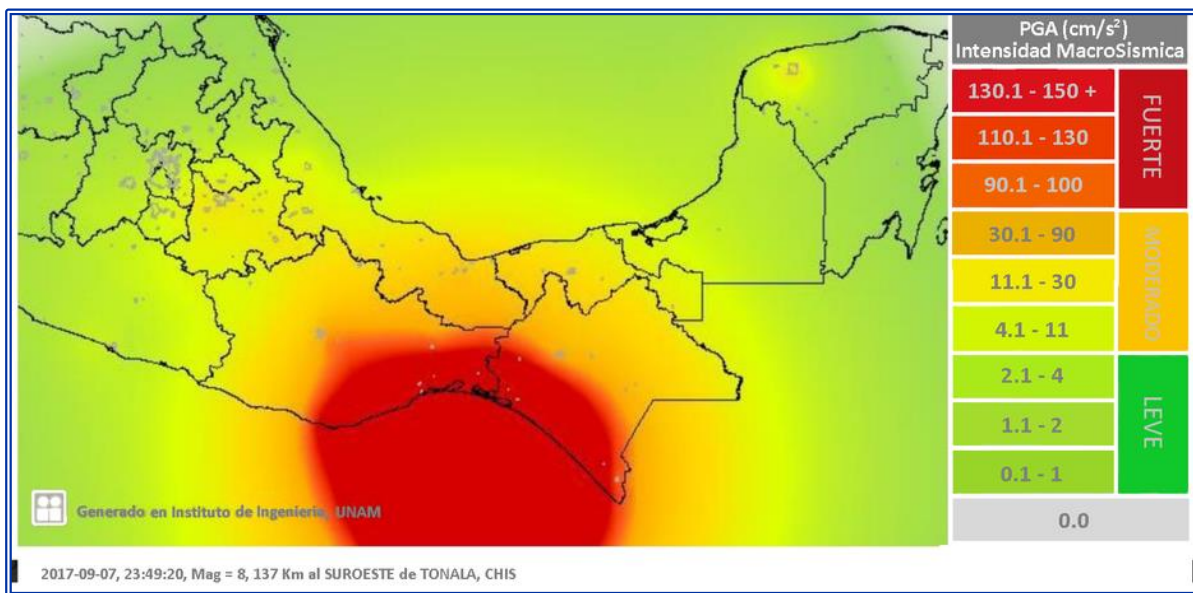 PGA (cm/s²)
Intensidad MacroSismica
130.1 - 150 +
110.1 - 130
90.1 - 100
FUERTE
30.1 - 90
11.1 - 30
4.1 - 11
MODERADO
2.1 - 4
1.1 - 2
0.1 - 1
LEVE
0.0
Generado en Instituto de Ingenieria, UNAM
2017-09-07, 23:49:20, Mag = 8, 137 Km al SUROESTE de TONALA, CHIS